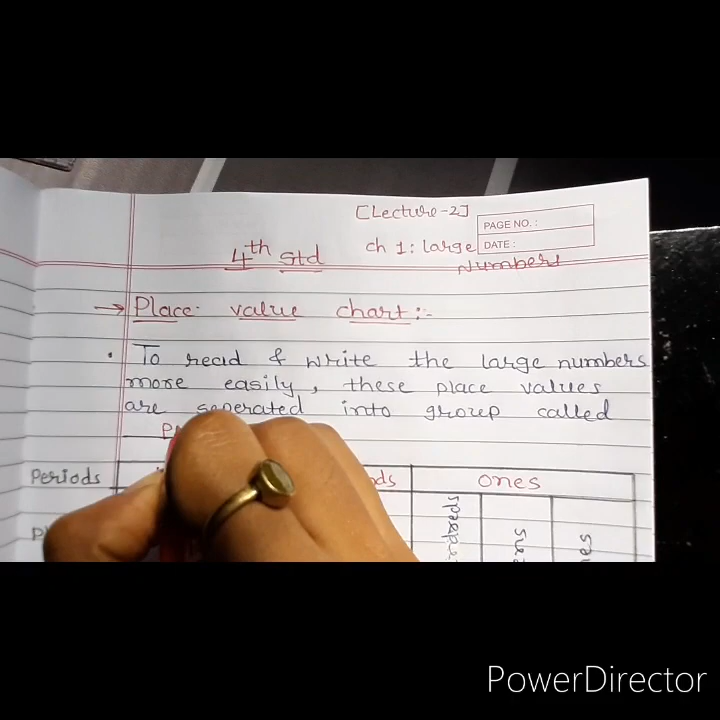 [Lecture-2]
PAGE NO. :
4th Std ch 1: large DATE :
Numbers
→ Place value chart :-
• To read & write the large numbers
more easily, these place values
are seperated into group called
Periods ones
PowerDirector